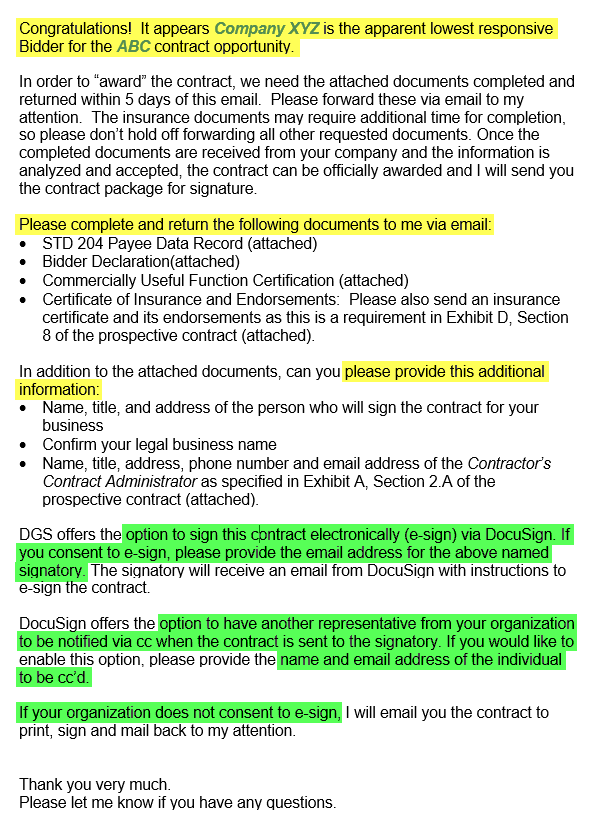 Congratulations!  It appears Company XYZ is the apparent lowest responsive
Bidder for the ABC contract opportunity.
In order to “award” the contract, we need the attached documents completed and
returned within 5 days of this email.  Please forward these via email to my
attention.  The insurance documents may require additional time for completion,
so please don’t hold off forwarding all other requested documents. Once the
completed documents are received from your company and the information is
analyzed and accepted, the contract can be officially awarded and I will send you
the contract package for signature.
Please complete and return the following documents to me via email:
• STD 204 Payee Data Record (attached)
• Bidder Declaration(attached)
• Commercially Useful Function Certification (attached)
• Certificate of Insurance and Endorsements:  Please also send an insurance
certificate and its endorsements as this is a requirement in Exhibit D, Section
8 of the prospective contract (attached).
In addition to the attached documents, can you please provide this additional
information:
• Name, title, and address of the person who will sign the contract for your
business
• Confirm your legal business name
• Name, title, address, phone number and email address of the Contractor’s
Contract Administrator as specified in Exhibit A, Section 2.A of the
prospective contract (attached).
DGS offers the option to sign this contract electronically (e-sign) via DocuSign. If
you consent to e-sign, please provide the email address for the above named
signatory. The signatory will receive an email from DocuSign with instructions to
e-sign the contract.
DocuSign offers the option to have another representative from your organization
to be notified via cc when the contract is sent to the signatory. If you would like to
enable this option, please provide the name and email address of the individual
to be cc’d.
If your organization does not consent to e-sign, I will email you the contract to
print, sign and mail back to my attention.
Thank you very much.
Please let me know if you have any questions.